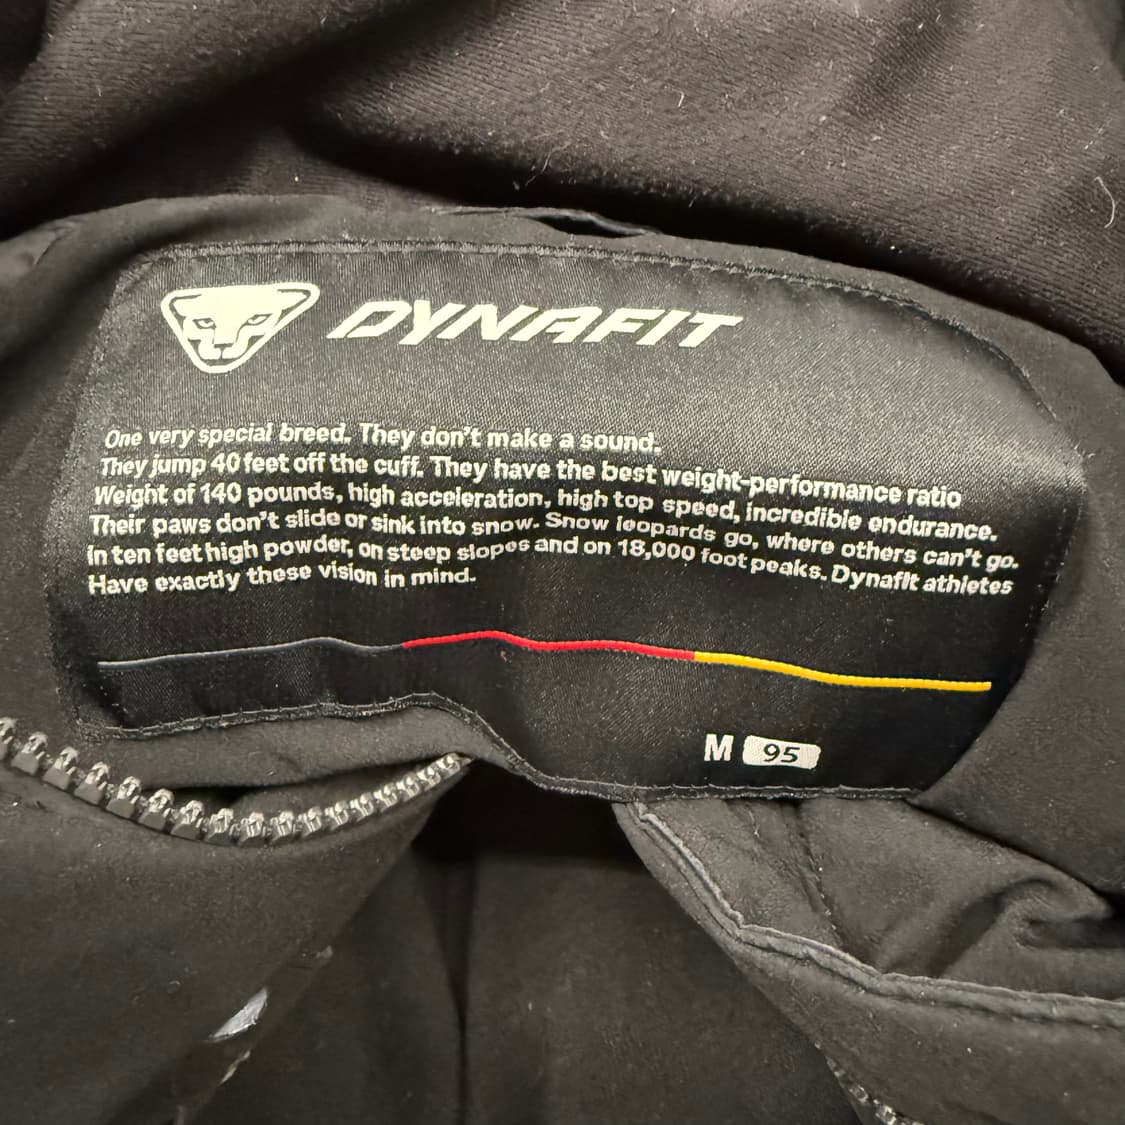 DYNAFIT
One very special breed. They don't make a sound.
They jump 40 feet off the cuff. They have the best weight-performance ratio
Weight of 140 pounds, high acceleration, high top speed, incredible endurance.
Their paws don't slide or sink into snow. Snow leopards go, where others can't go.
In ten feet high powder, on steep slopes and on 18,000 foot peaks. Dynafit athletes
Have exactly these vision in mind.
M 95